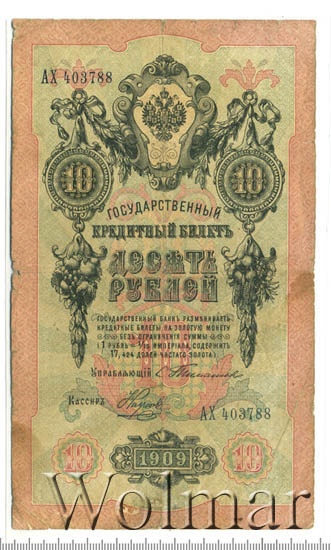 АХ 403788
10 10
ГОСУДАРСТВЕННЫЙ
КРЕДИТНЫЙ БИЛЕТЪ
ДЕСЯТЬ
РУБЛЕЙ
ГОСУДАРСТВЕННЫЙ БАНКЪ РАЗМѢНИВАЕТЪ
КРЕДИТНЫЕ БИЛЕТЫ НА ЗОЛОТУЮ МОНЕТУ
БЕЗЪ ОГРАНИЧЕНІЯ СУММЫ
(1 РУБЛЬ = 1/15 ИМПЕРІАЛА, СОДЕРЖИТЪ
17,424 ДОЛЕЙ ЧИСТАГО ЗОЛОТА)
Управляющій
10
Кассиръ
АХ 403788
10 1909 10
Wolmar